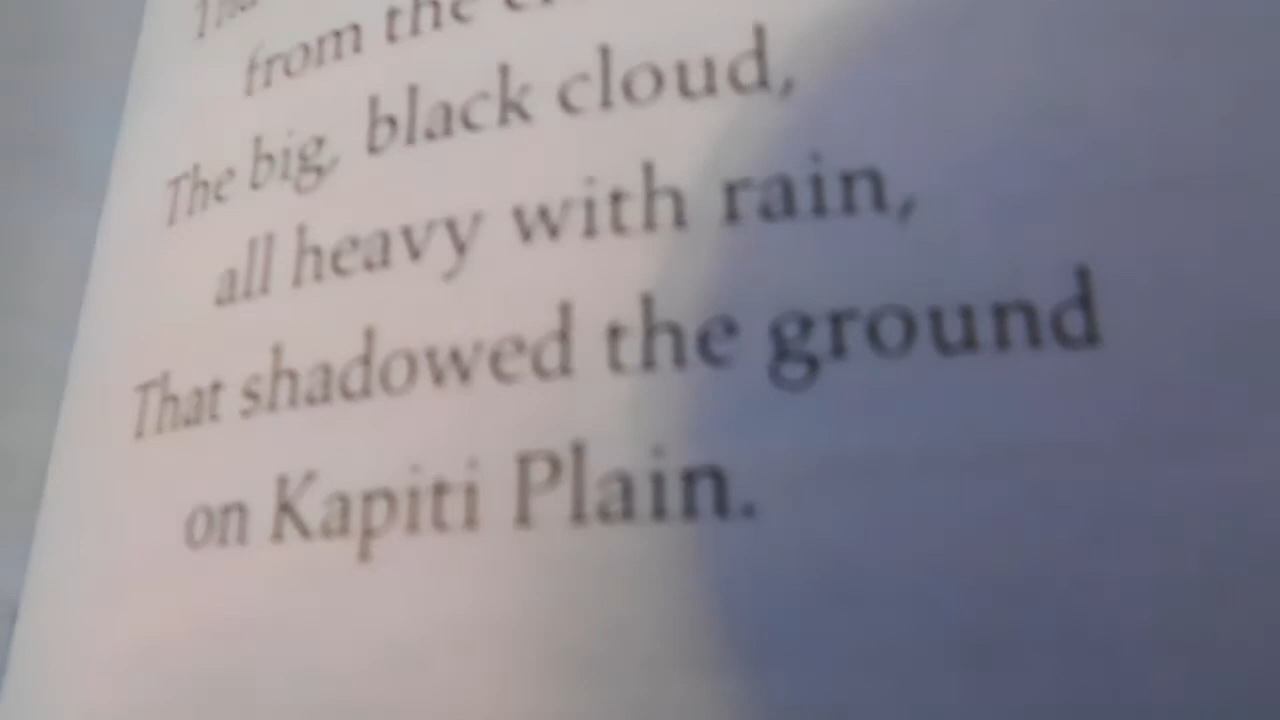 from the
The big, black cloud,
all heavy with rain,
That shadowed the ground
on Kapiti Plain.